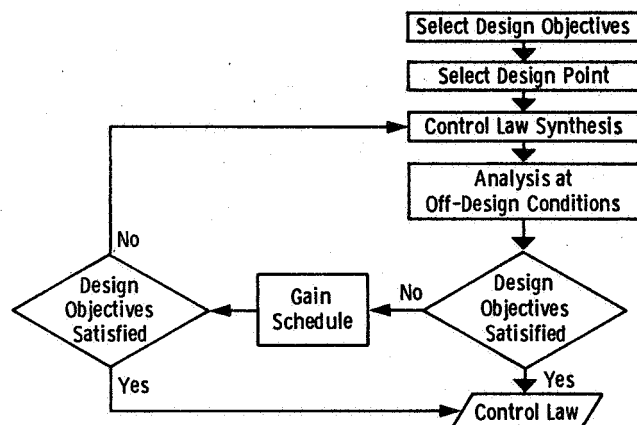 Select Design Objectives
Select Design Point
Control Law Synthesis
Analysis at
Off-Design Conditions
No
Design
Objectives
Satisfied
Gain
Schedule
No
Design
Objectives
Satisified
Yes
Yes
Control Law